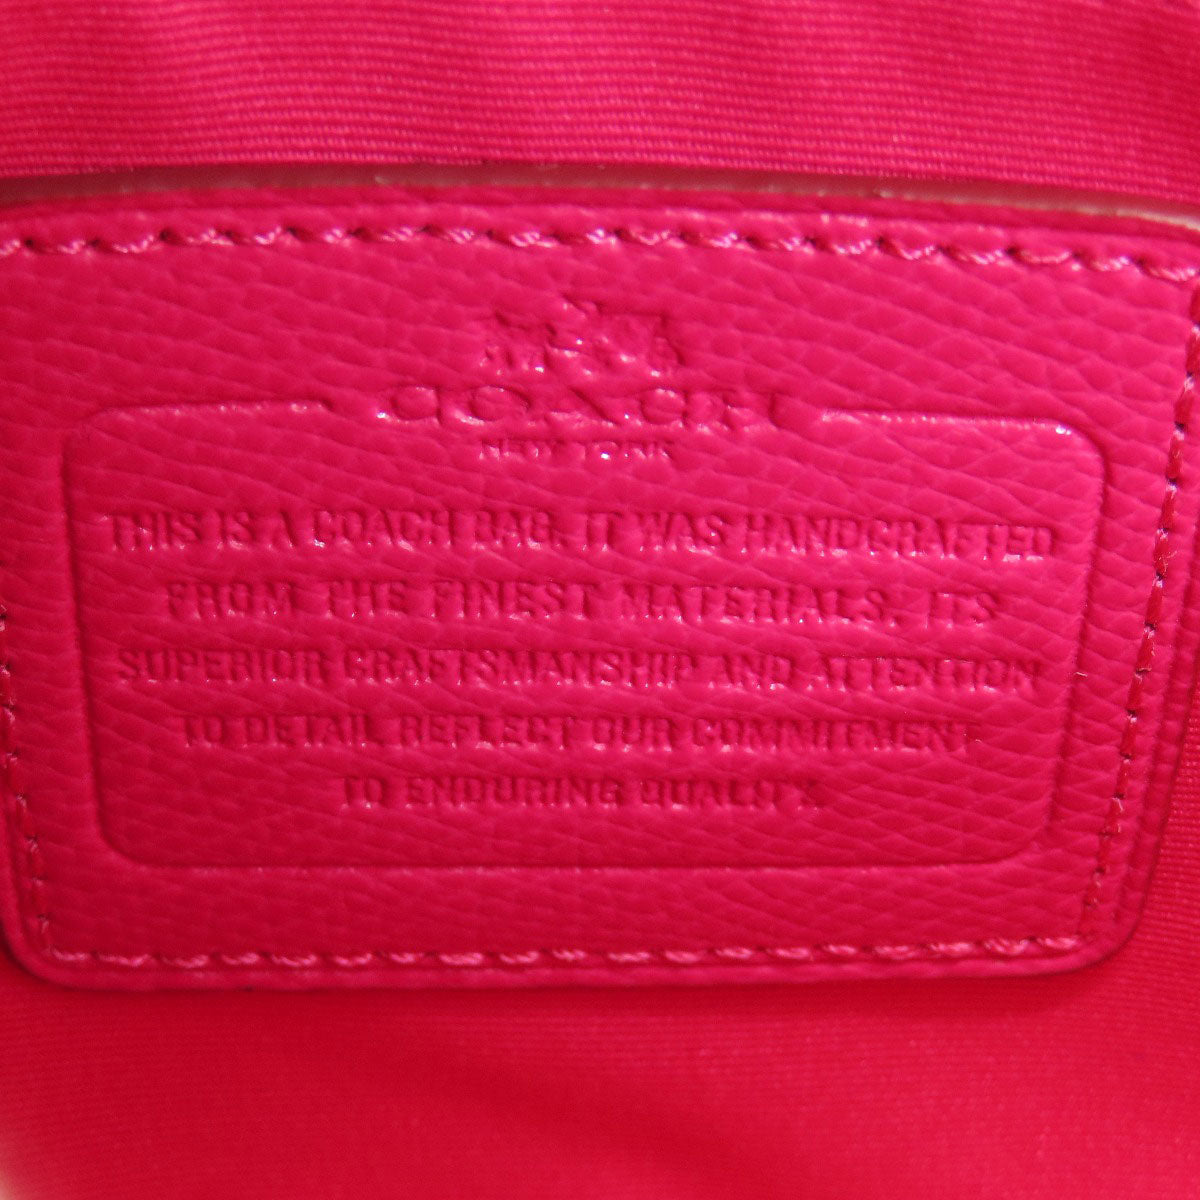 COACH
NEW YORK
THIS IS A COACH BAG. IT WAS HANDCRAFTED
FROM THE FINEST MATERIALS. ITS
SUPERIOR CRAFTSMANSHIP AND ATTENTION
TO DETAIL REFLECT OUR COMMITMENT
TO ENDURING QUALITY.